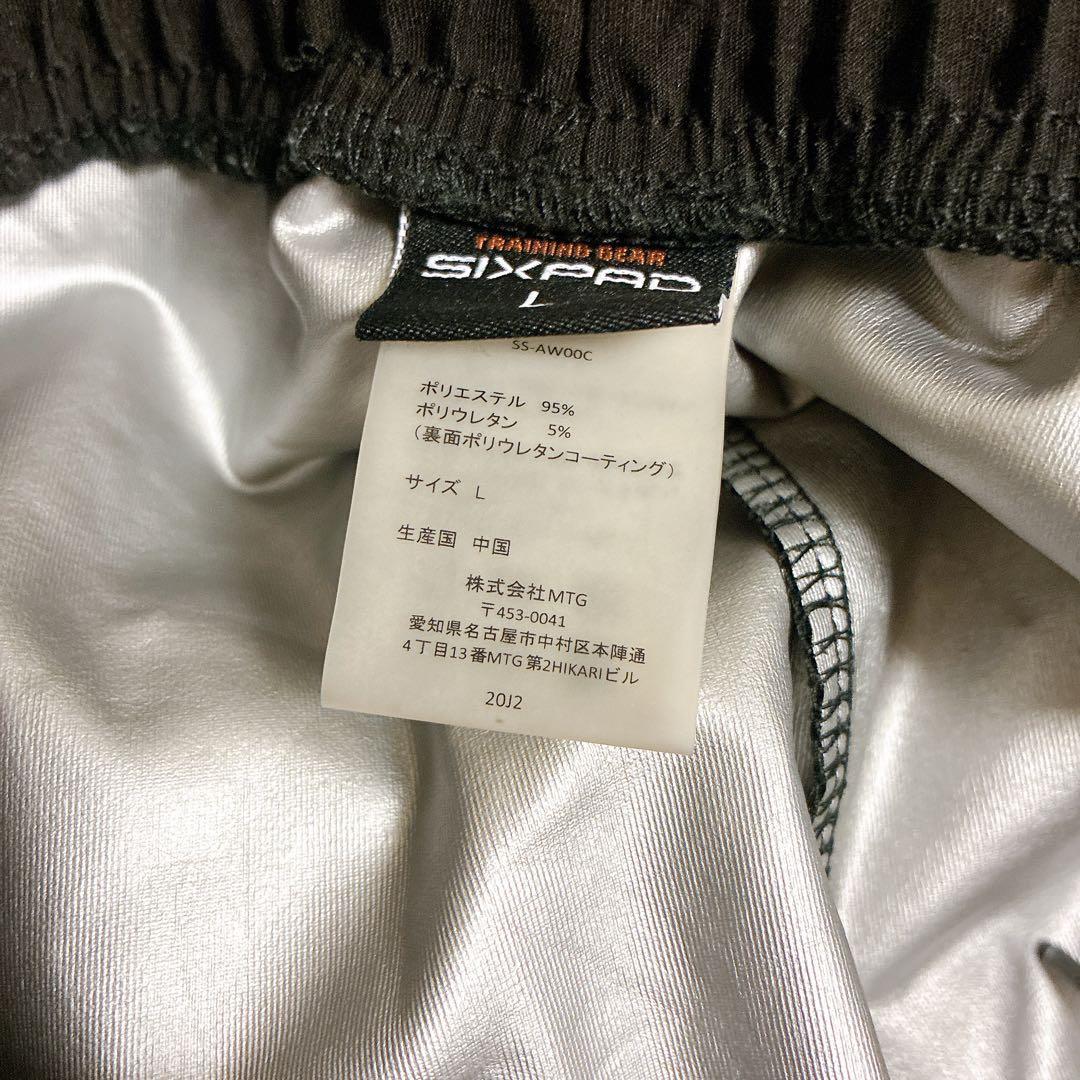 TRAINING GEAR
SIXPAD
L
SS-AW00C
ポリエステル 95%
ポリウレタン 5%
（裏面ポリウレタンコーティング）
サイズ L
生産国 中国
株式会社MTG
〒453-0041
愛知県名古屋市中村区本陣通
4丁目13番MTG第2HIKARIビル
20J2